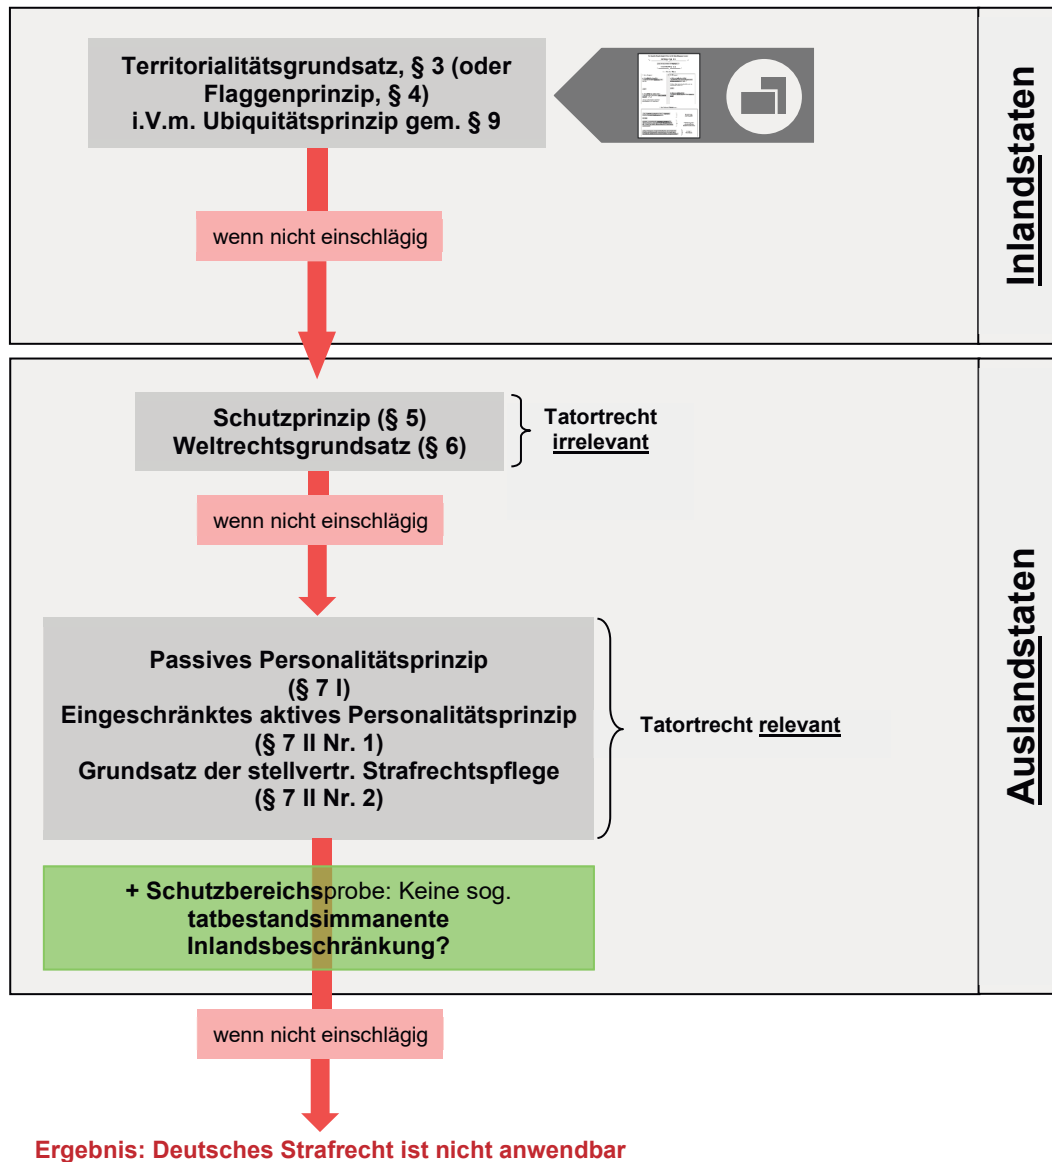 Territorialitätsgrundsatz, § 3 (oder
Flaggenprinzip, § 4)
i.V.m. Ubiquitätsprinzip gem. § 9
wenn nicht einschlägig
Inlandstaten
Schutzprinzip (§ 5)
Weltrechtsgrundsatz (§ 6)
Tatortrecht
irrelevant
wenn nicht einschlägig
Passives Personalitätsprinzip
(§ 7 I)
Eingeschränktes aktives Personalitätsprinzip
(§ 7 II Nr. 1)
Grundsatz der stellvertr. Strafrechtspflege
(§ 7 II Nr. 2)
Tatortrecht relevant
+ Schutzbereichsprobe: Keine sog.
tatbestandsimmanente
Inlandsbeschränkung?
Auslandstaten
wenn nicht einschlägig
Ergebnis: Deutsches Strafrecht ist nicht anwendbar